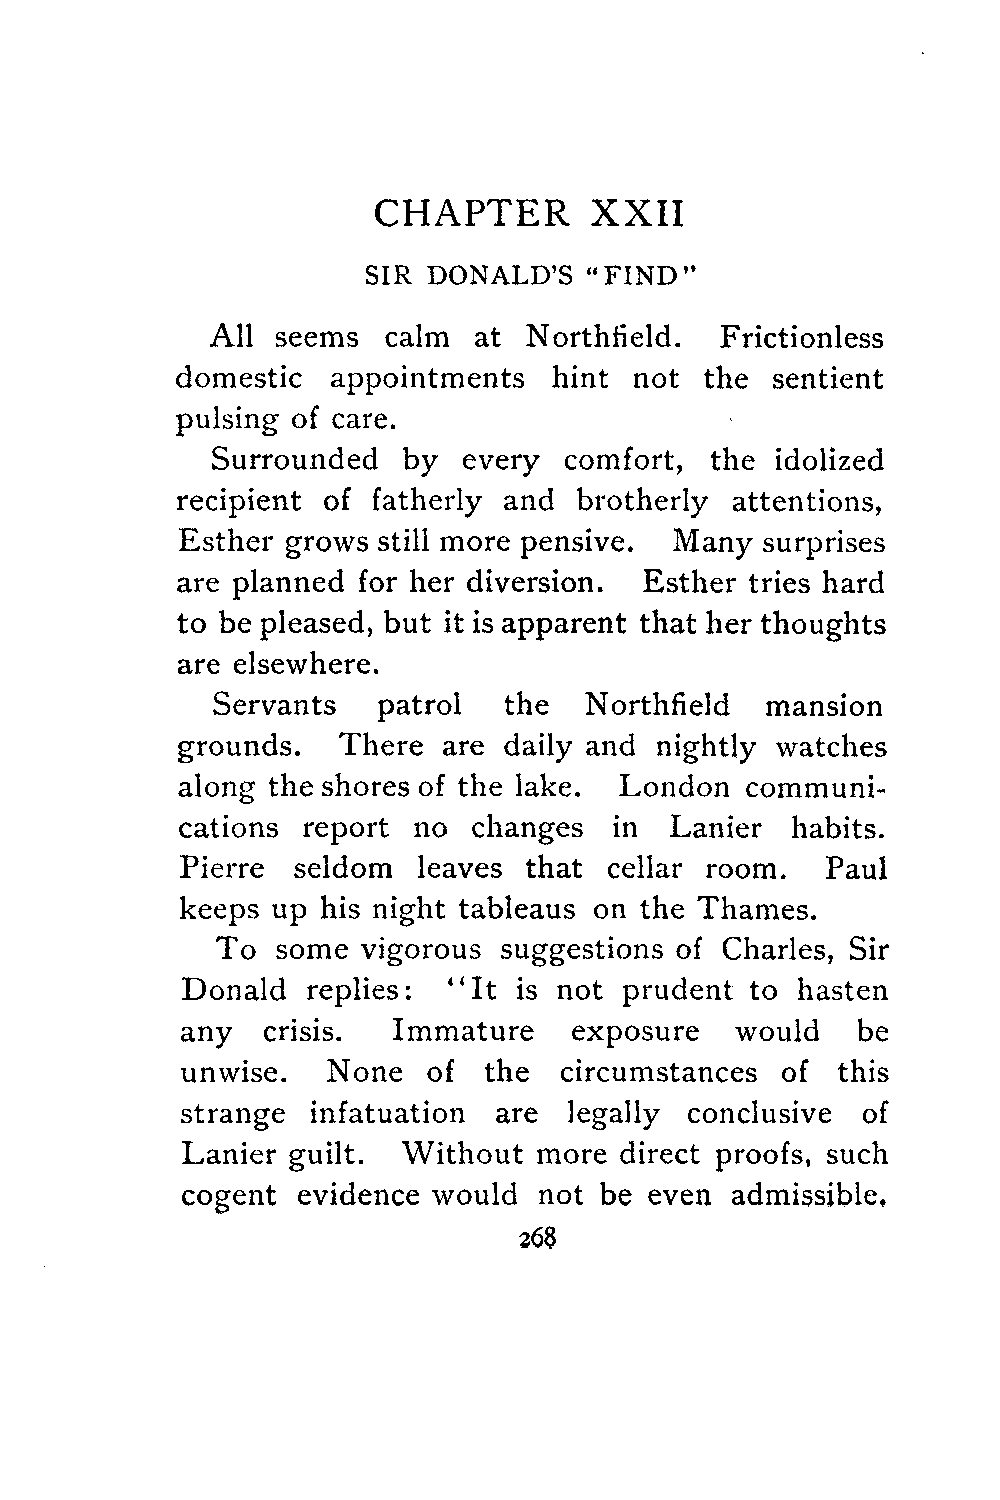 CHAPTER XXII
SIR DONALD'S "FIND"
All seems calm at Northfield. Frictionless
domestic appointments hint not the sentient
pulsing of care.
Surrounded by every comfort, the idolized
recipient of fatherly and brotherly attentions,
Esther grows still more pensive. Many surprises
are planned for her diversion. Esther tries hard
to be pleased, but it is apparent that her thoughts
are elsewhere.
Servants patrol the Northfield mansion
grounds. There are daily and nightly watches
along the shores of the lake. London communi-
cations report no changes in Lanier habits.
Pierre seldom leaves that cellar room. Paul
keeps up his night tableaus on the Thames.
To some vigorous suggestions of Charles, Sir
Donald replies: "It is not prudent to hasten
any crisis. Immature exposure would be
unwise. None of the circumstances of this
strange infatuation are legally conclusive of
Lanier guilt. Without more direct proofs, such
cogent evidence would not be even admissible.
268